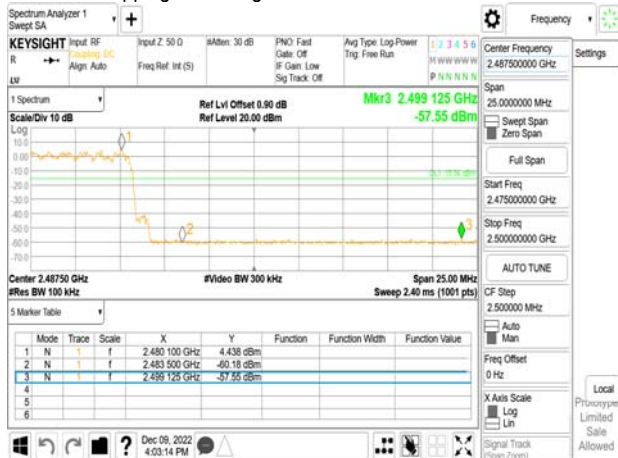 Spectrum Analyzer 1
Swept SA
Frequency
Settings
KEYSIGHT
R
Input: RF
Coupling: DC
Align: Auto
Input Z: 50 Ω
Freq Ref: Int (S)
#Atten: 30 dB
PNO: Fast
Gate: Off
IF Gain: Low
Sig Track: Off
Avg Type: Log-Power
Trig: Free Run
1 2 3 4 5 6
M W W W W W
P N N N N N
1 Spectrum
Scale/Div 10 dB
Ref Lvl Offset 0.90 dB
Ref Level 20.00 dBm
Mkr3 2.499 125 GHz
-57.55 dBm
Log
10.0
0.00
-10.0
-20.0
-30.0
-40.0
-50.0
-60.0
-70.0
1
2
3
Center 2.48750 GHz
#Res BW 100 kHz
#Video BW 300 kHz
Span 25.00 MHz
Sweep 2.40 ms (1001 pts)
5 Marker Table
Mode Trace Scale X Y Function Function Width Function Value
1 N 1 f 2.480 100 GHz 4.438 dBm
2 N 1 f 2.483 500 GHz -60.18 dBm
3 N 1 f 2.499 125 GHz -57.55 dBm
4
5
6
Dec 09, 2022
4:03:14 PM
Center Frequency
2.487500000 GHz
Span
25.0000000 MHz
Swept Span
Zero Span
Full Span
Start Freq
2.475000000 GHz
Stop Freq
2.500000000 GHz
AUTO TUNE
CF Step
2.500000 MHz
Auto
Man
Freq Offset
0 Hz
X Axis Scale
Log
Lin
Signal Track
(Span Zoom)
Local
Prototype
Limited
Sale
Allowed